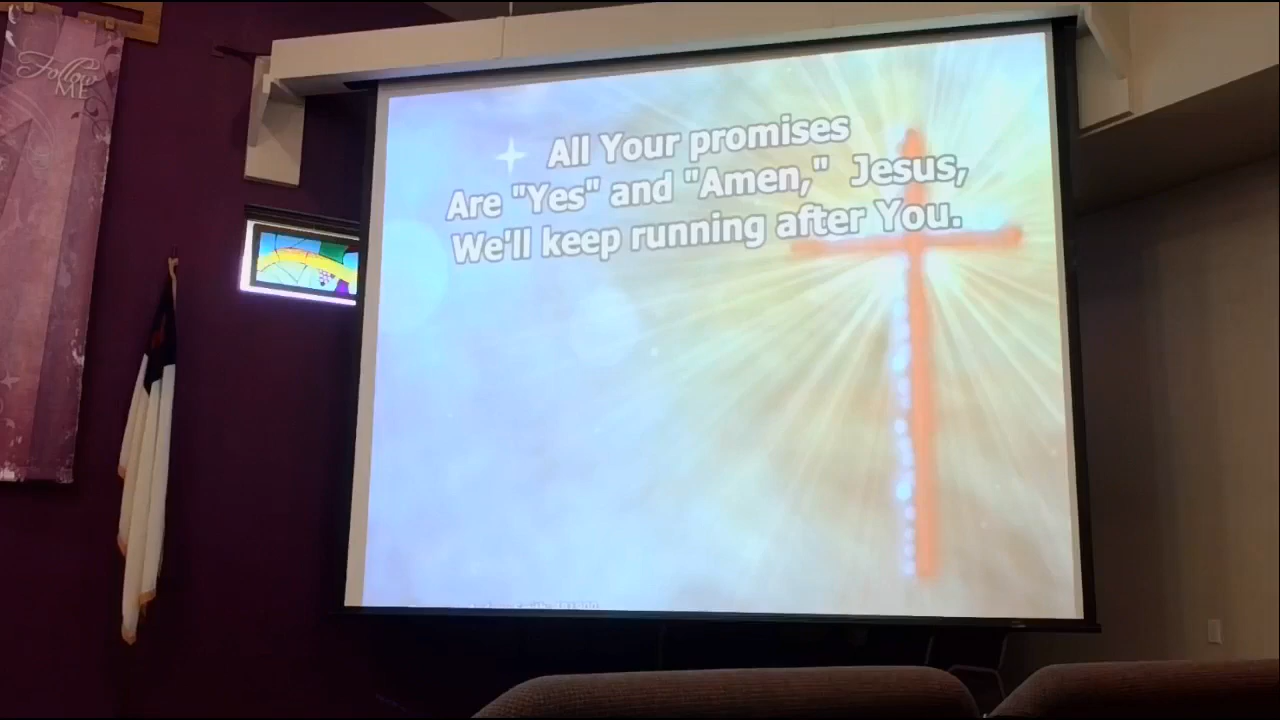 Follow
ME
All Your promises
Are "Yes" and "Amen," Jesus,
We'll keep running after You.